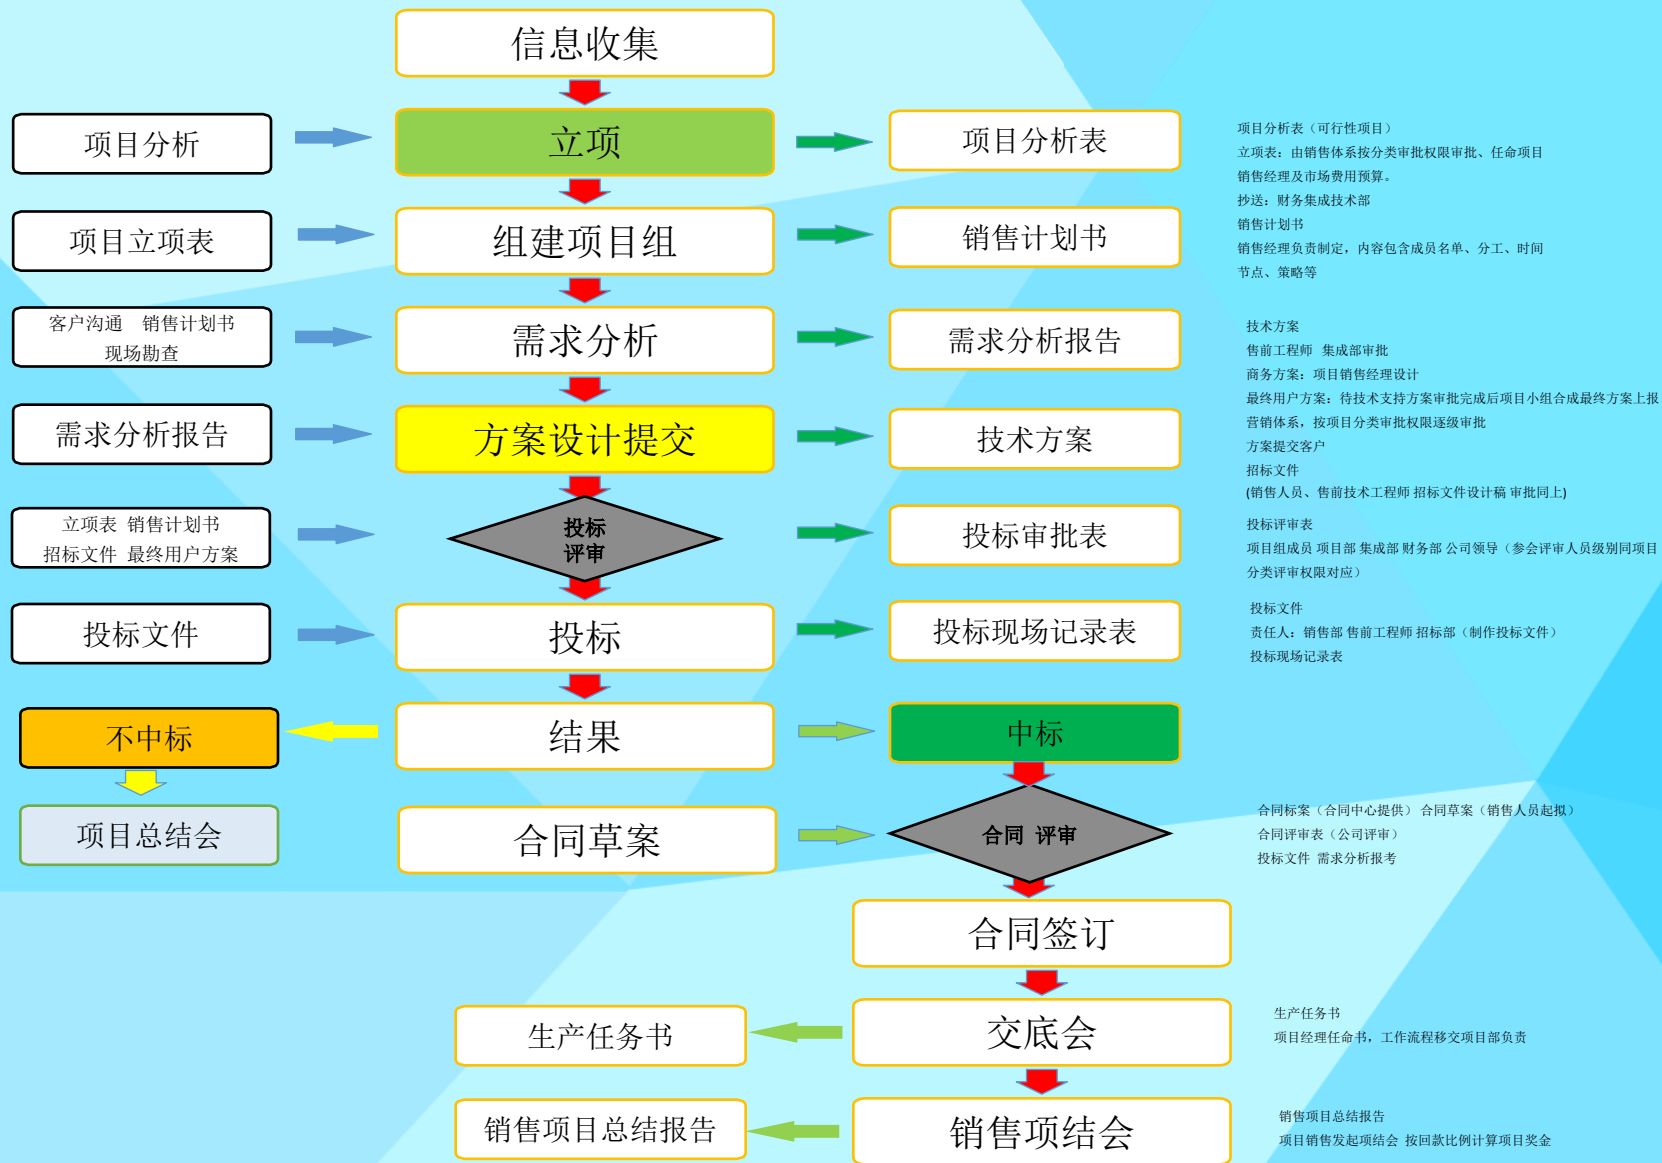 信息收集
项目分析
立项
项目分析表
项目分析表（可行性项目）
立项表：由销售体系按分类审批权限审批、任命项目
销售经理及市场费用预算。
抄送：财务集成技术部
项目立项表
组建项目组
销售计划书
销售计划书
销售经理负责制定，内容包含成员名单、分工、时间
节点、策略等
客户沟通 销售计划书
现场勘查
需求分析
需求分析报告
技术方案
售前工程师 集成部审批
商务方案：项目销售经理设计
最终用户方案：待技术支持方案审批完成后项目小组合成最终方案上报
营销体系，按项目分类审批权限逐级审批
方案提交客户
招标文件
(销售人员、售前技术工程师 招标文件设计稿 审批同上)
需求分析报告
方案设计提交
技术方案
立项表 销售计划书
招标文件 最终用户方案
投标
评审
投标审批表
投标评审表
项目组成员 项目部 集成部 财务部 公司领导（参会评审人员级别同项目
分类评审权限对应）
投标文件
投标
投标现场记录表
投标文件
责任人：销售部 售前工程师 招标部（制作投标文件）
投标现场记录表
不中标
结果
中标
项目总结会
合同草案
合同 评审
合同标案（合同中心提供） 合同草案（销售人员起拟）
合同评审表（公司评审）
投标文件 需求分析报考
合同签订
生产任务书
交底会
生产任务书
项目经理任命书，工作流程移交项目部负责
销售项目总结报告
销售项结会
销售项目总结报告
项目销售发起项结会 按回款比例计算项目奖金